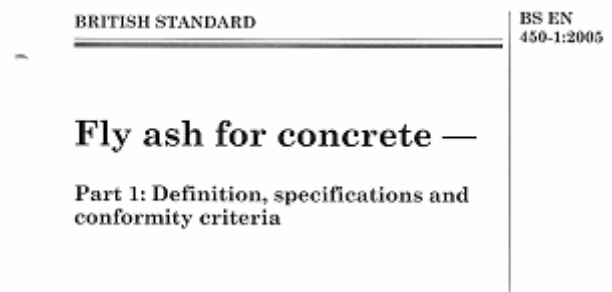 BRITISH STANDARD
BS EN
450-1:2005
Fly ash for concrete —
Part 1: Definition, specifications and
conformity criteria